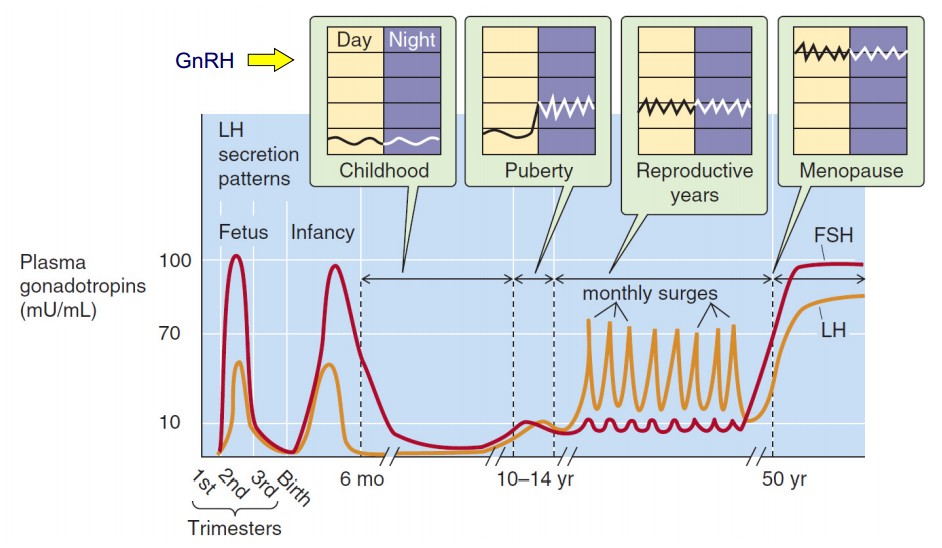 GnRH
Day Night
Childhood
Puberty
Reproductive
years
Menopause
LH
secretion
patterns
Fetus
Infancy
Plasma
gonadotropins
(mU/mL)
100
70
10
monthly surges
FSH
LH
1st
2nd
3rd
Birth
6 mo
10–14 yr
50 yr
Trimesters